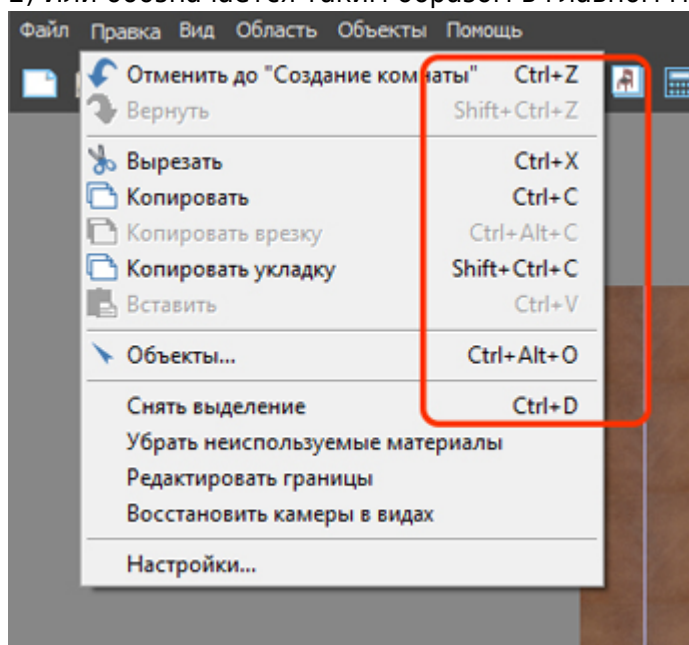 Файл Правка Вид Область Объекты Помощь
Отменить до "Создание комнаты" Ctrl+Z
Вернуть Shift+Ctrl+Z
Вырезать Ctrl+X
Копировать Ctrl+C
Копировать врезку Ctrl+Alt+C
Копировать укладку Shift+Ctrl+C
Вставить Ctrl+V
Объекты... Ctrl+Alt+O
Снять выделение Ctrl+D
Убрать неиспользуемые материалы
Редактировать границы
Восстановить камеры в видах
Настройки...